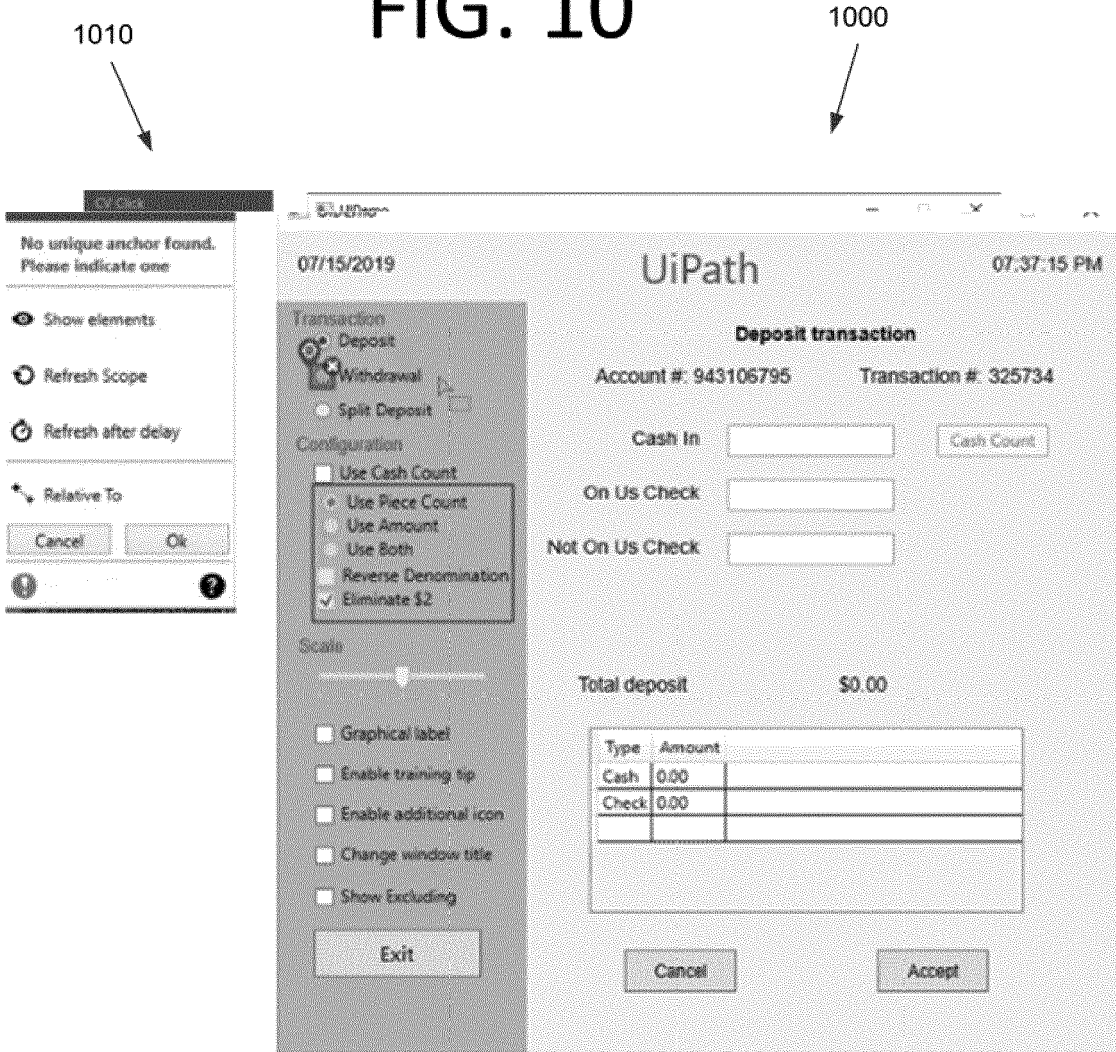 FIG. 10
1010
1000
CV Click
No unique anchor found.
Please indicate one
Show elements
Refresh Scope
Refresh after delay
Relative To
Cancel Ok
07/15/2019 UiPath 07:37:15 PM
Transaction
Deposit
Withdrawal
Split Deposit
Configuration
Use Cash Count
Use Piece Count
Use Amount
Use Both
Reverse Denomination
Eliminate $2
Scale
Graphical label
Enable training tip
Enable additional icon
Change window title
Show Excluding
Exit
Deposit transaction
Account #: 943106795 Transaction #: 325734
Cash In Cash Count
On Us Check
Not On Us Check
Total deposit $0.00
Type Amount
Cash 0.00
Check 0.00
Cancel Accept